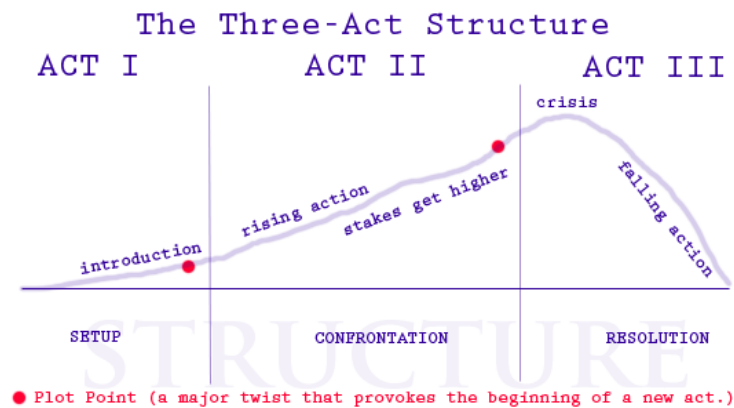 The Three-Act Structure
ACT I
ACT II
ACT III
crisis
introduction
rising action
stakes get higher
falling action
STRUCTURE
SETUP
CONFRONTATION
RESOLUTION
Plot Point (a major twist that provokes the beginning of a new act.)